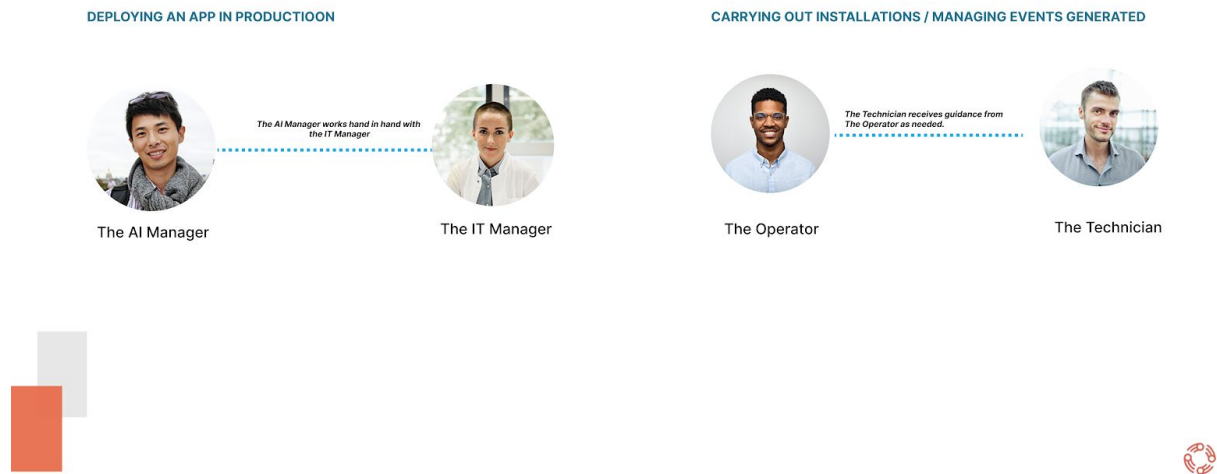 DEPLOYING AN APP IN PRODUCTIOON
CARRYING OUT INSTALLATIONS / MANAGING EVENTS GENERATED
The AI Manager works hand in hand with
the IT Manager
The Technician receives guidance from
The Operator as needed.
The AI Manager
The IT Manager
The Operator
The Technician